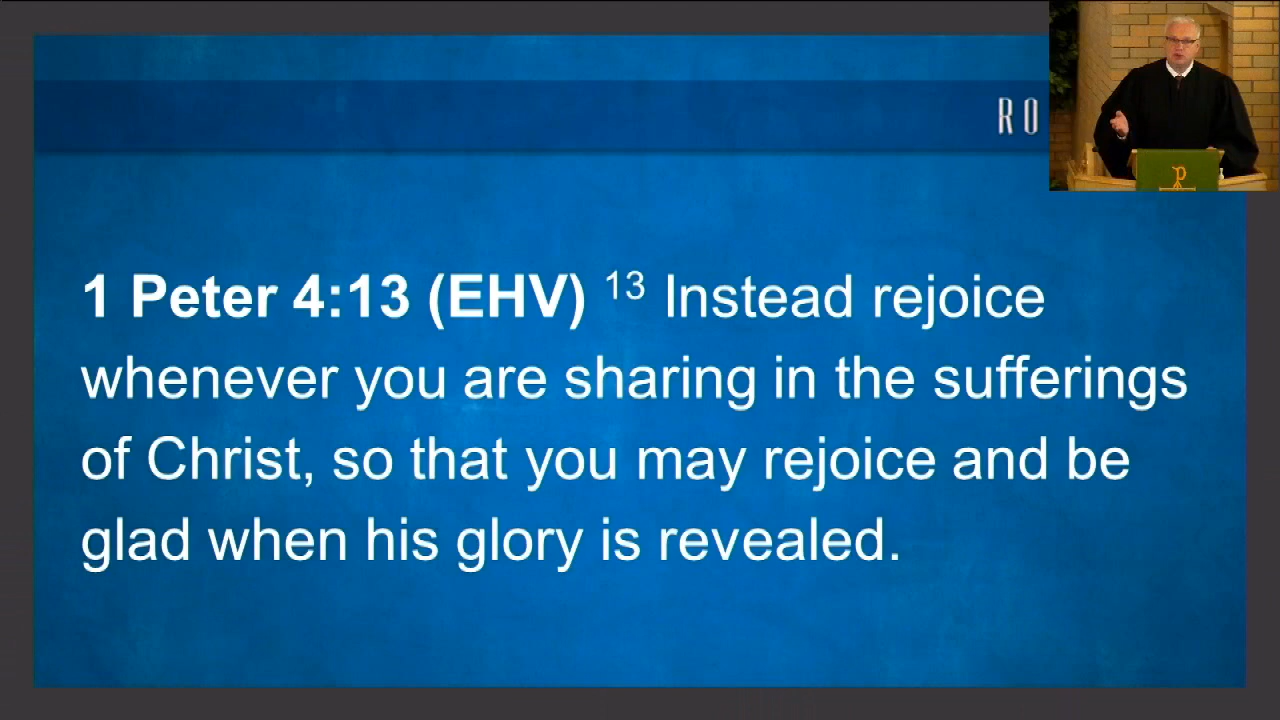 RO
1 Peter 4:13 (EHV) 13 Instead rejoice
whenever you are sharing in the sufferings
of Christ, so that you may rejoice and be
glad when his glory is revealed.